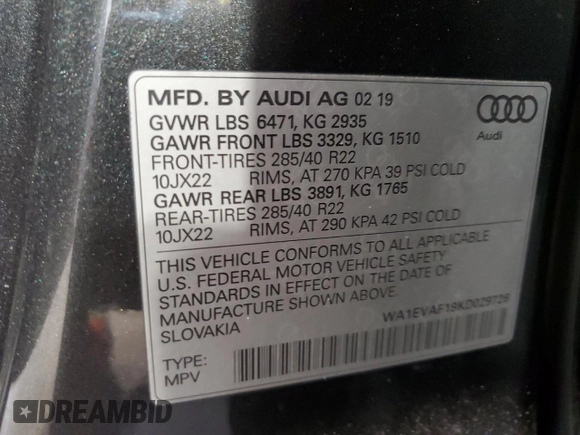 MFD. BY AUDI AG 02 19
GVWR LBS 6471, KG 2935
GAWR FRONT LBS 3329, KG 1510
FRONT-TIRES 285/40 R22
10JX22 RIMS, AT 270 KPA 39 PSI COLD
GAWR REAR LBS 3891, KG 1765
REAR-TIRES 285/40 R22
10JX22 RIMS, AT 290 KPA 42 PSI COLD
Audi
THIS VEHICLE CONFORMS TO ALL APPLICABLE
U.S. FEDERAL MOTOR VEHICLE SAFETY
STANDARDS IN EFFECT ON THE DATE OF
MANUFACTURE SHOWN ABOVE.
SLOVAKIA
WA1EVAF19KD029726
TYPE:
MPV
DREAMBID